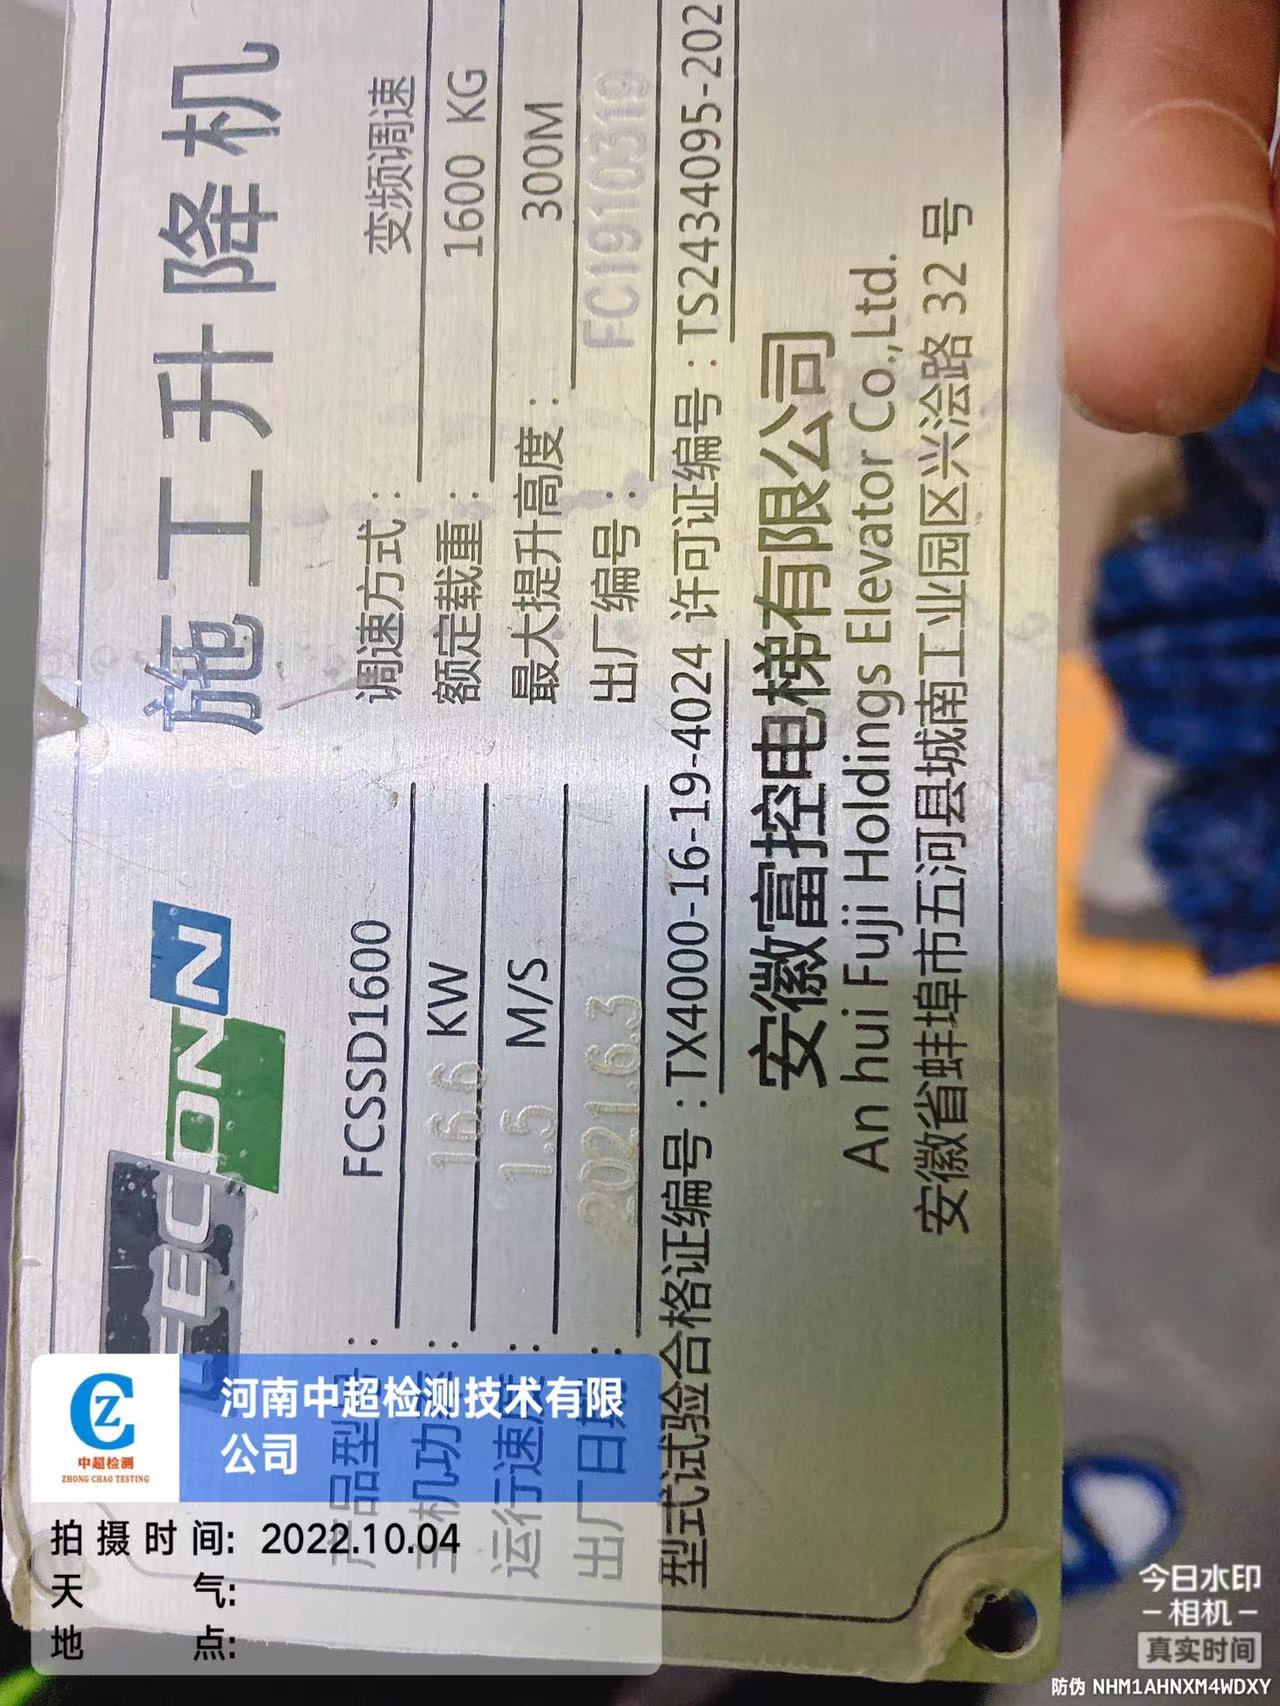 FECONN
施工升降机
产品型号：FCSSD1600 调速方式：变频调速
主机功率：16.6 KW 额定载重：1600 KG
运行速度：1.5 M/S 最大提升高度：300M
出厂日期：2021.6.3 出厂编号：FC1910319
型式试验合格证编号：TX4000-16-19-4024 许可证编号：TS2434095-202
安徽富控电梯有限公司
An hui Fuji Holdings Elevator Co.,Ltd.
安徽省蚌埠市五河县城南工业园区兴浍路 32 号
CZ
中超检测
ZHONG CHAO TESTING
河南中超检测技术有限
公司
拍摄时间: 2022.10.04
天气:
地点:
今日水印
-相机-
真实时间
防伪 NHM1AHNXM4WDXY